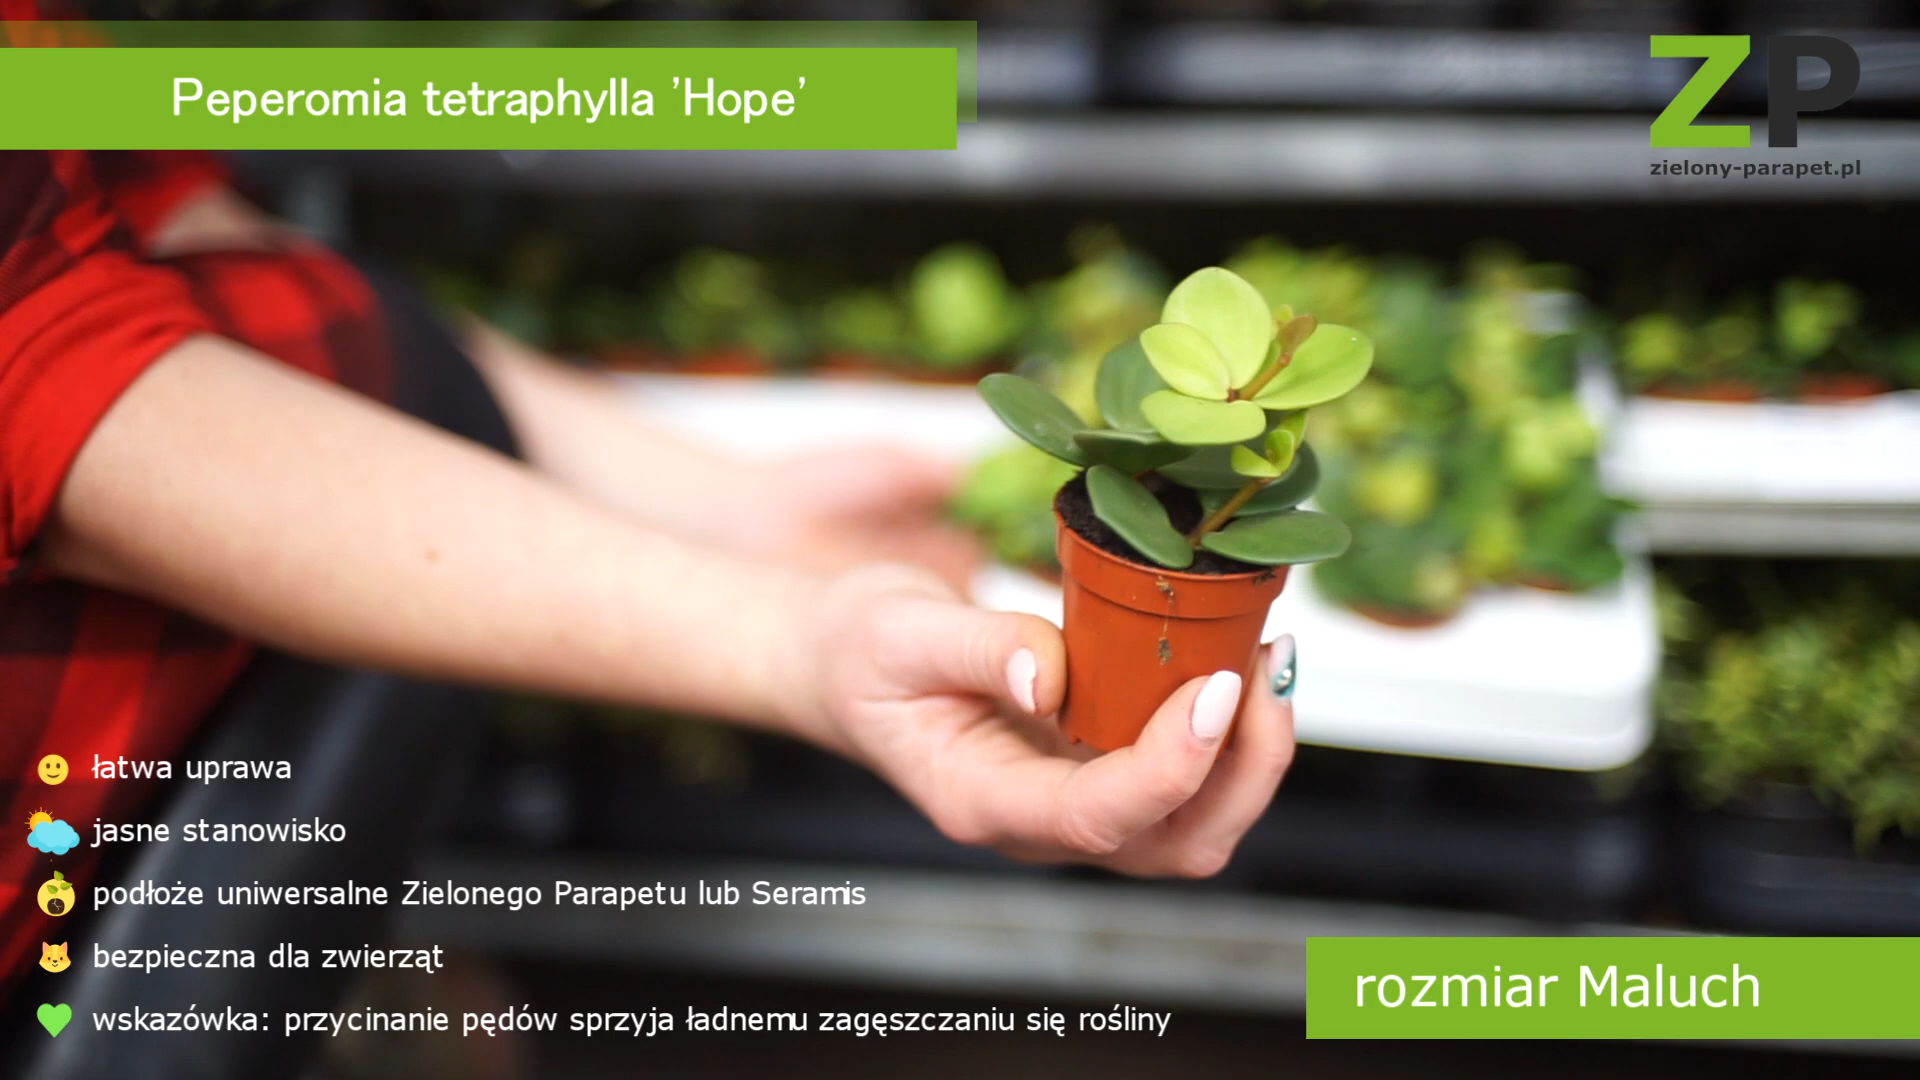 Peperomia tetraphylla 'Hope'
ZP
zielony-parapet.pl
łatwa uprawa
jasne stanowisko
podłoże uniwersalne Zielonego Parapetu lub Seramis
bezpieczna dla zwierząt
wskazówka: przycinanie pędów sprzyja ładnemu zagęszczaniu się rośliny
rozmiar Maluch